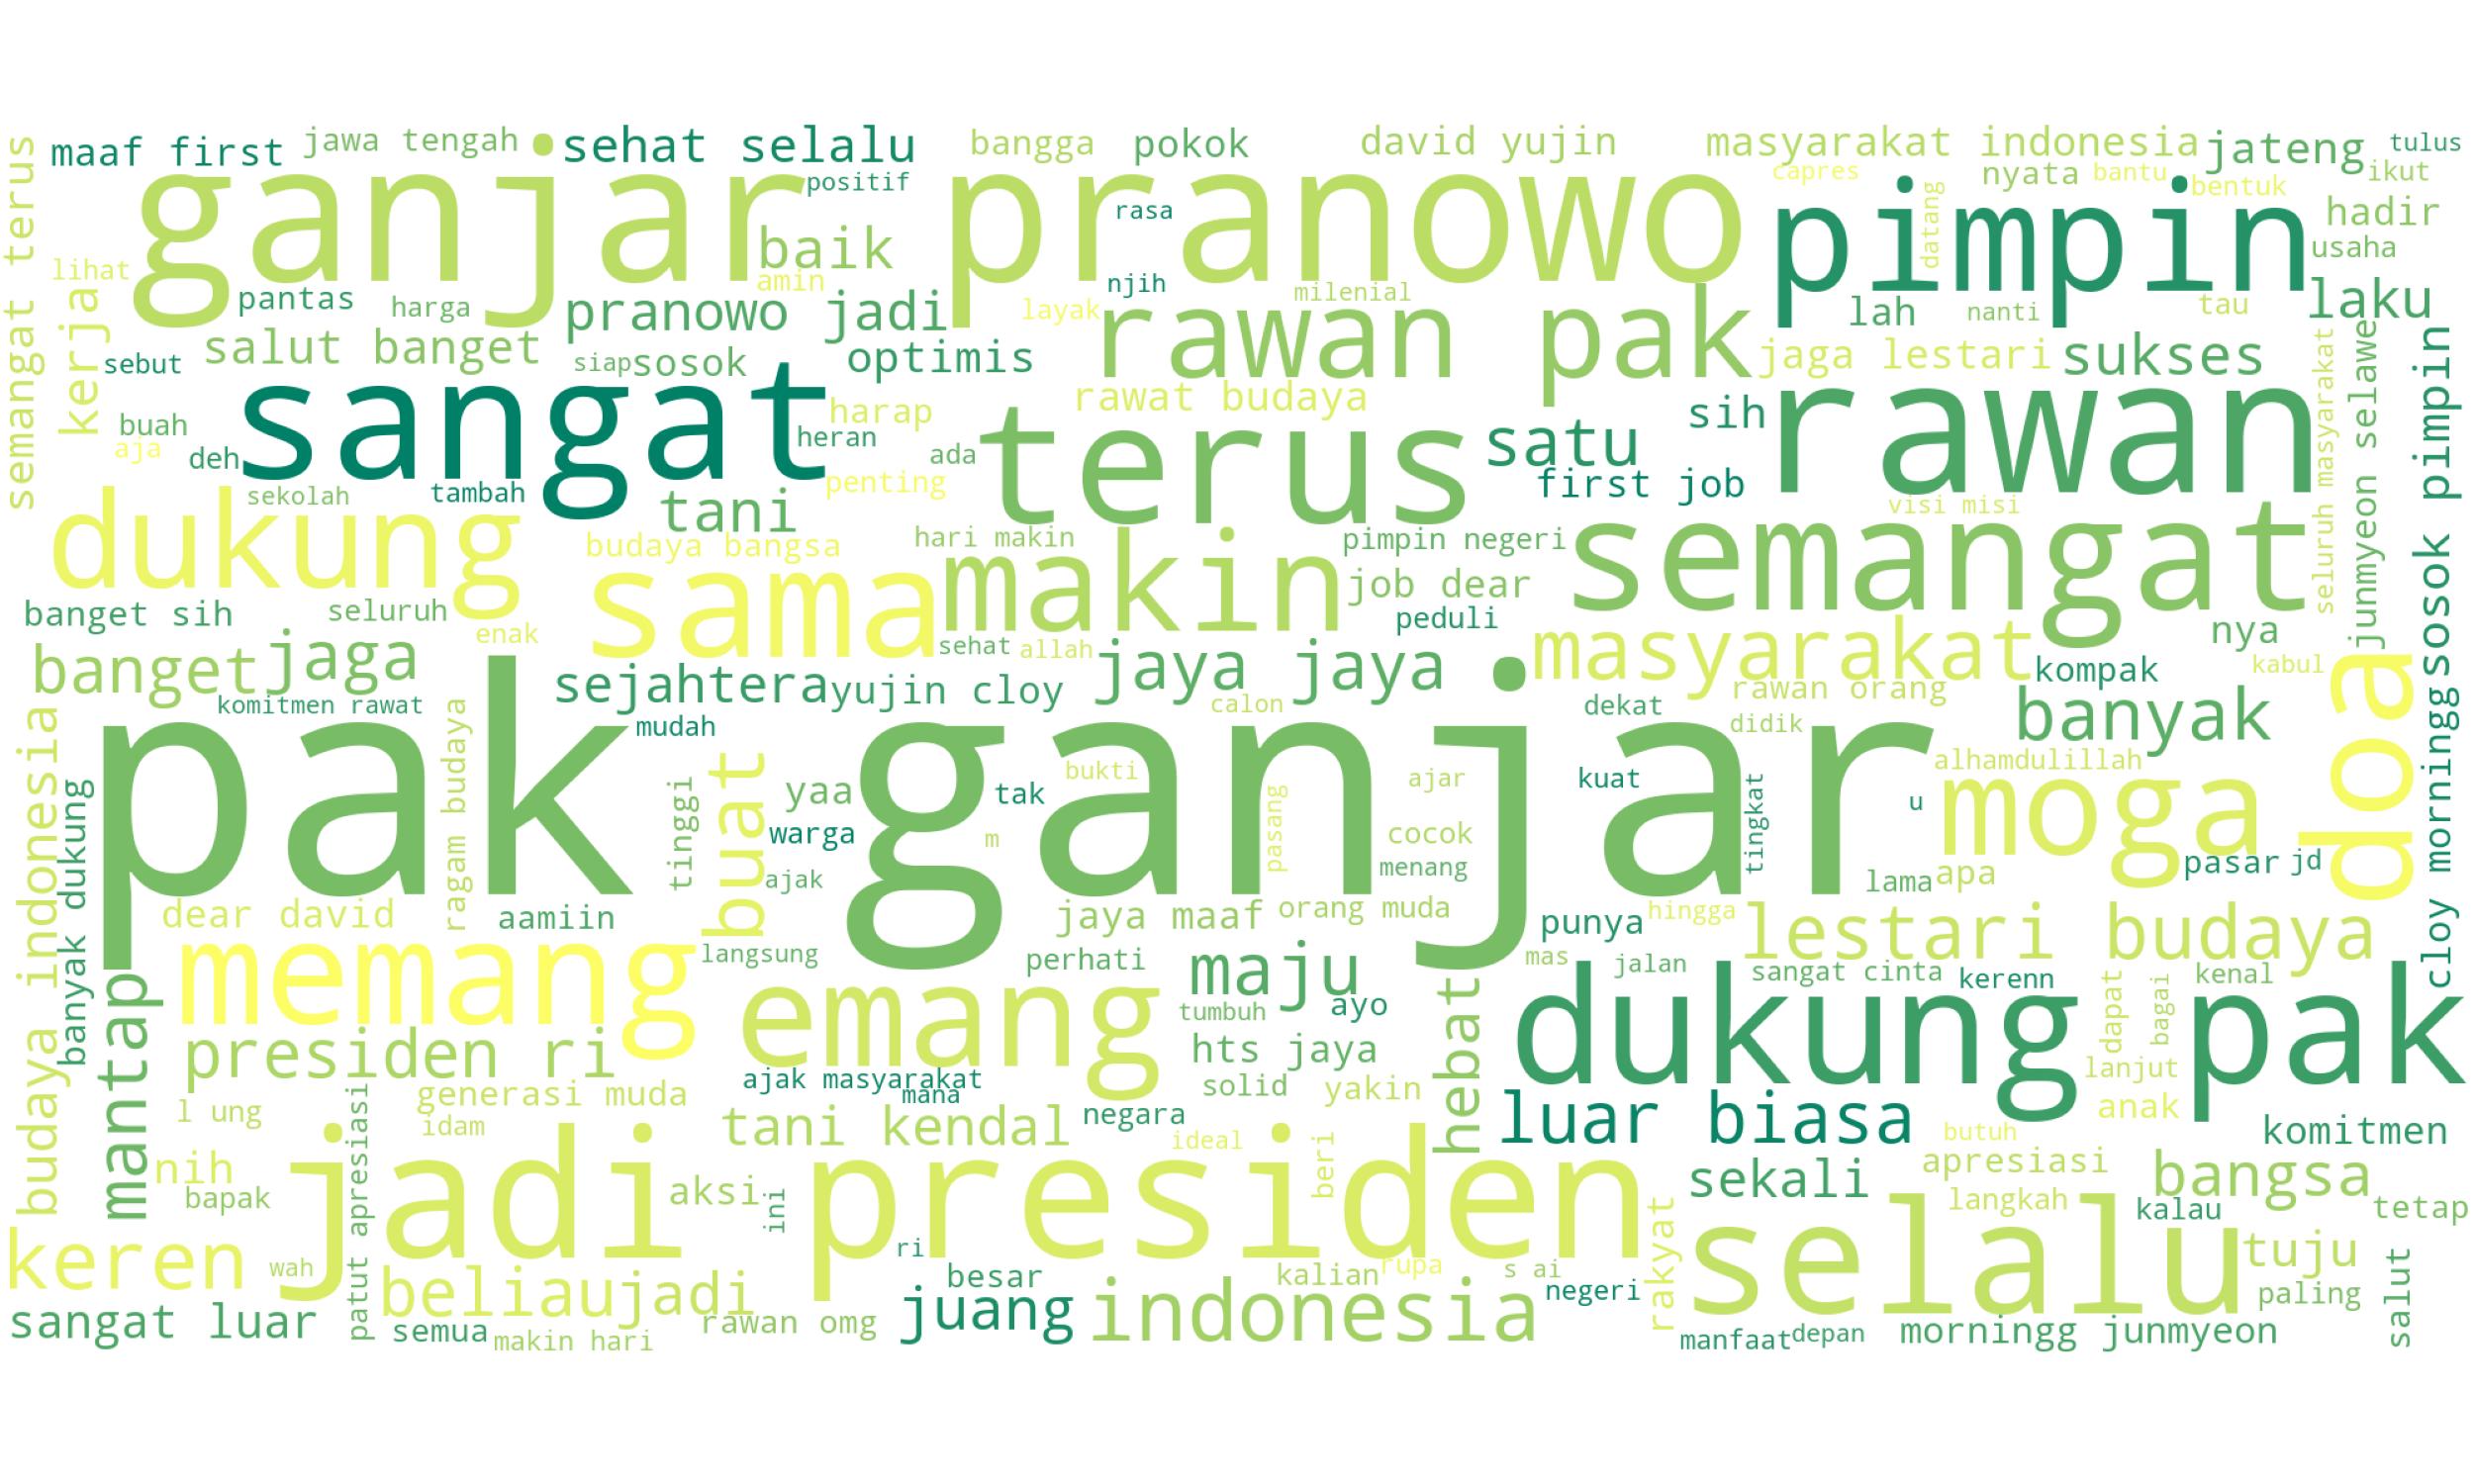 maaf first
jawa tengah
sehat selalu
bangga
pokok
david yujin
masyarakat indonesia
jateng
tulus
semangat terus
ganjar pranowo
positif
rasa
capres
nyata
bantu
bentuk
ikut
pimpin
datang
hadir
baik
usaha
lihat
amin
njih
milenial
kerja
pantas
harga
pranowo jadi
layak
rawan pak
lah
nanti
tau
laku
sebut
salut banget
siap
sosok
optimis
jaga lestari
sukses
seluruh masyarakat
junmyeon selawe
sosok pimpin
sangat
harap
rawat budaya
sih
rawan
buah
heran
terus
satu
aja
deh
ada
first job
sekolah
tambah
penting
visi misi
dukung
tani
budaya bangsa
hari makin
pimpin negeri
semangat
sama
makin
job dear
banget sih
seluruh
enak
peduli
nya
banget
jaga
sehat
allah
jaya jaya
masyarakat
kompak
kabul
doa
komitmen rawat
sejahtera
yujin cloy
calon
dekat
rawan orang
didik
banyak
cloy morningg
budaya indonesia
banyak dukung
ragam budaya
mudah
pak ganjar
alhamdulillah
tinggi
buat
yaa
tak
bukti
ajar
kuat
tingkat
u
moga
warga
m
pasang
cocok
menang
ajak
lama
apa
pasar
jd
dear david
aamiin
jaya maaf
orang muda
punya
hingga
lestari budaya
mantap
memang
langsung
perhati
maju
mas
jalan
sangat cinta
kerenn
kenal
emang
tumbuh
ayo
hebat
dukung pak
dapat
bagai
presiden ri
hts jaya
ajak masyarakat
mana
solid
yakin
lanjut
l ung
generasi muda
idam
tani kendal
negara
ideal
luar biasa
anak
butuh
komitmen
patut apresiasi
nih
bapak
jadi presiden
aksi
ini
beri
sekali
apresiasi
bangsa
langkah
kalau
tetap
keren
wah
ri
rakyat
selalu
tuju
beliau
jadi
besar
kalian
rupa
s ai
negeri
paling
salut
sangat luar
semua
makin hari
rawan omg
juang
indonesia
manfaat
depan
morningg junmyeon